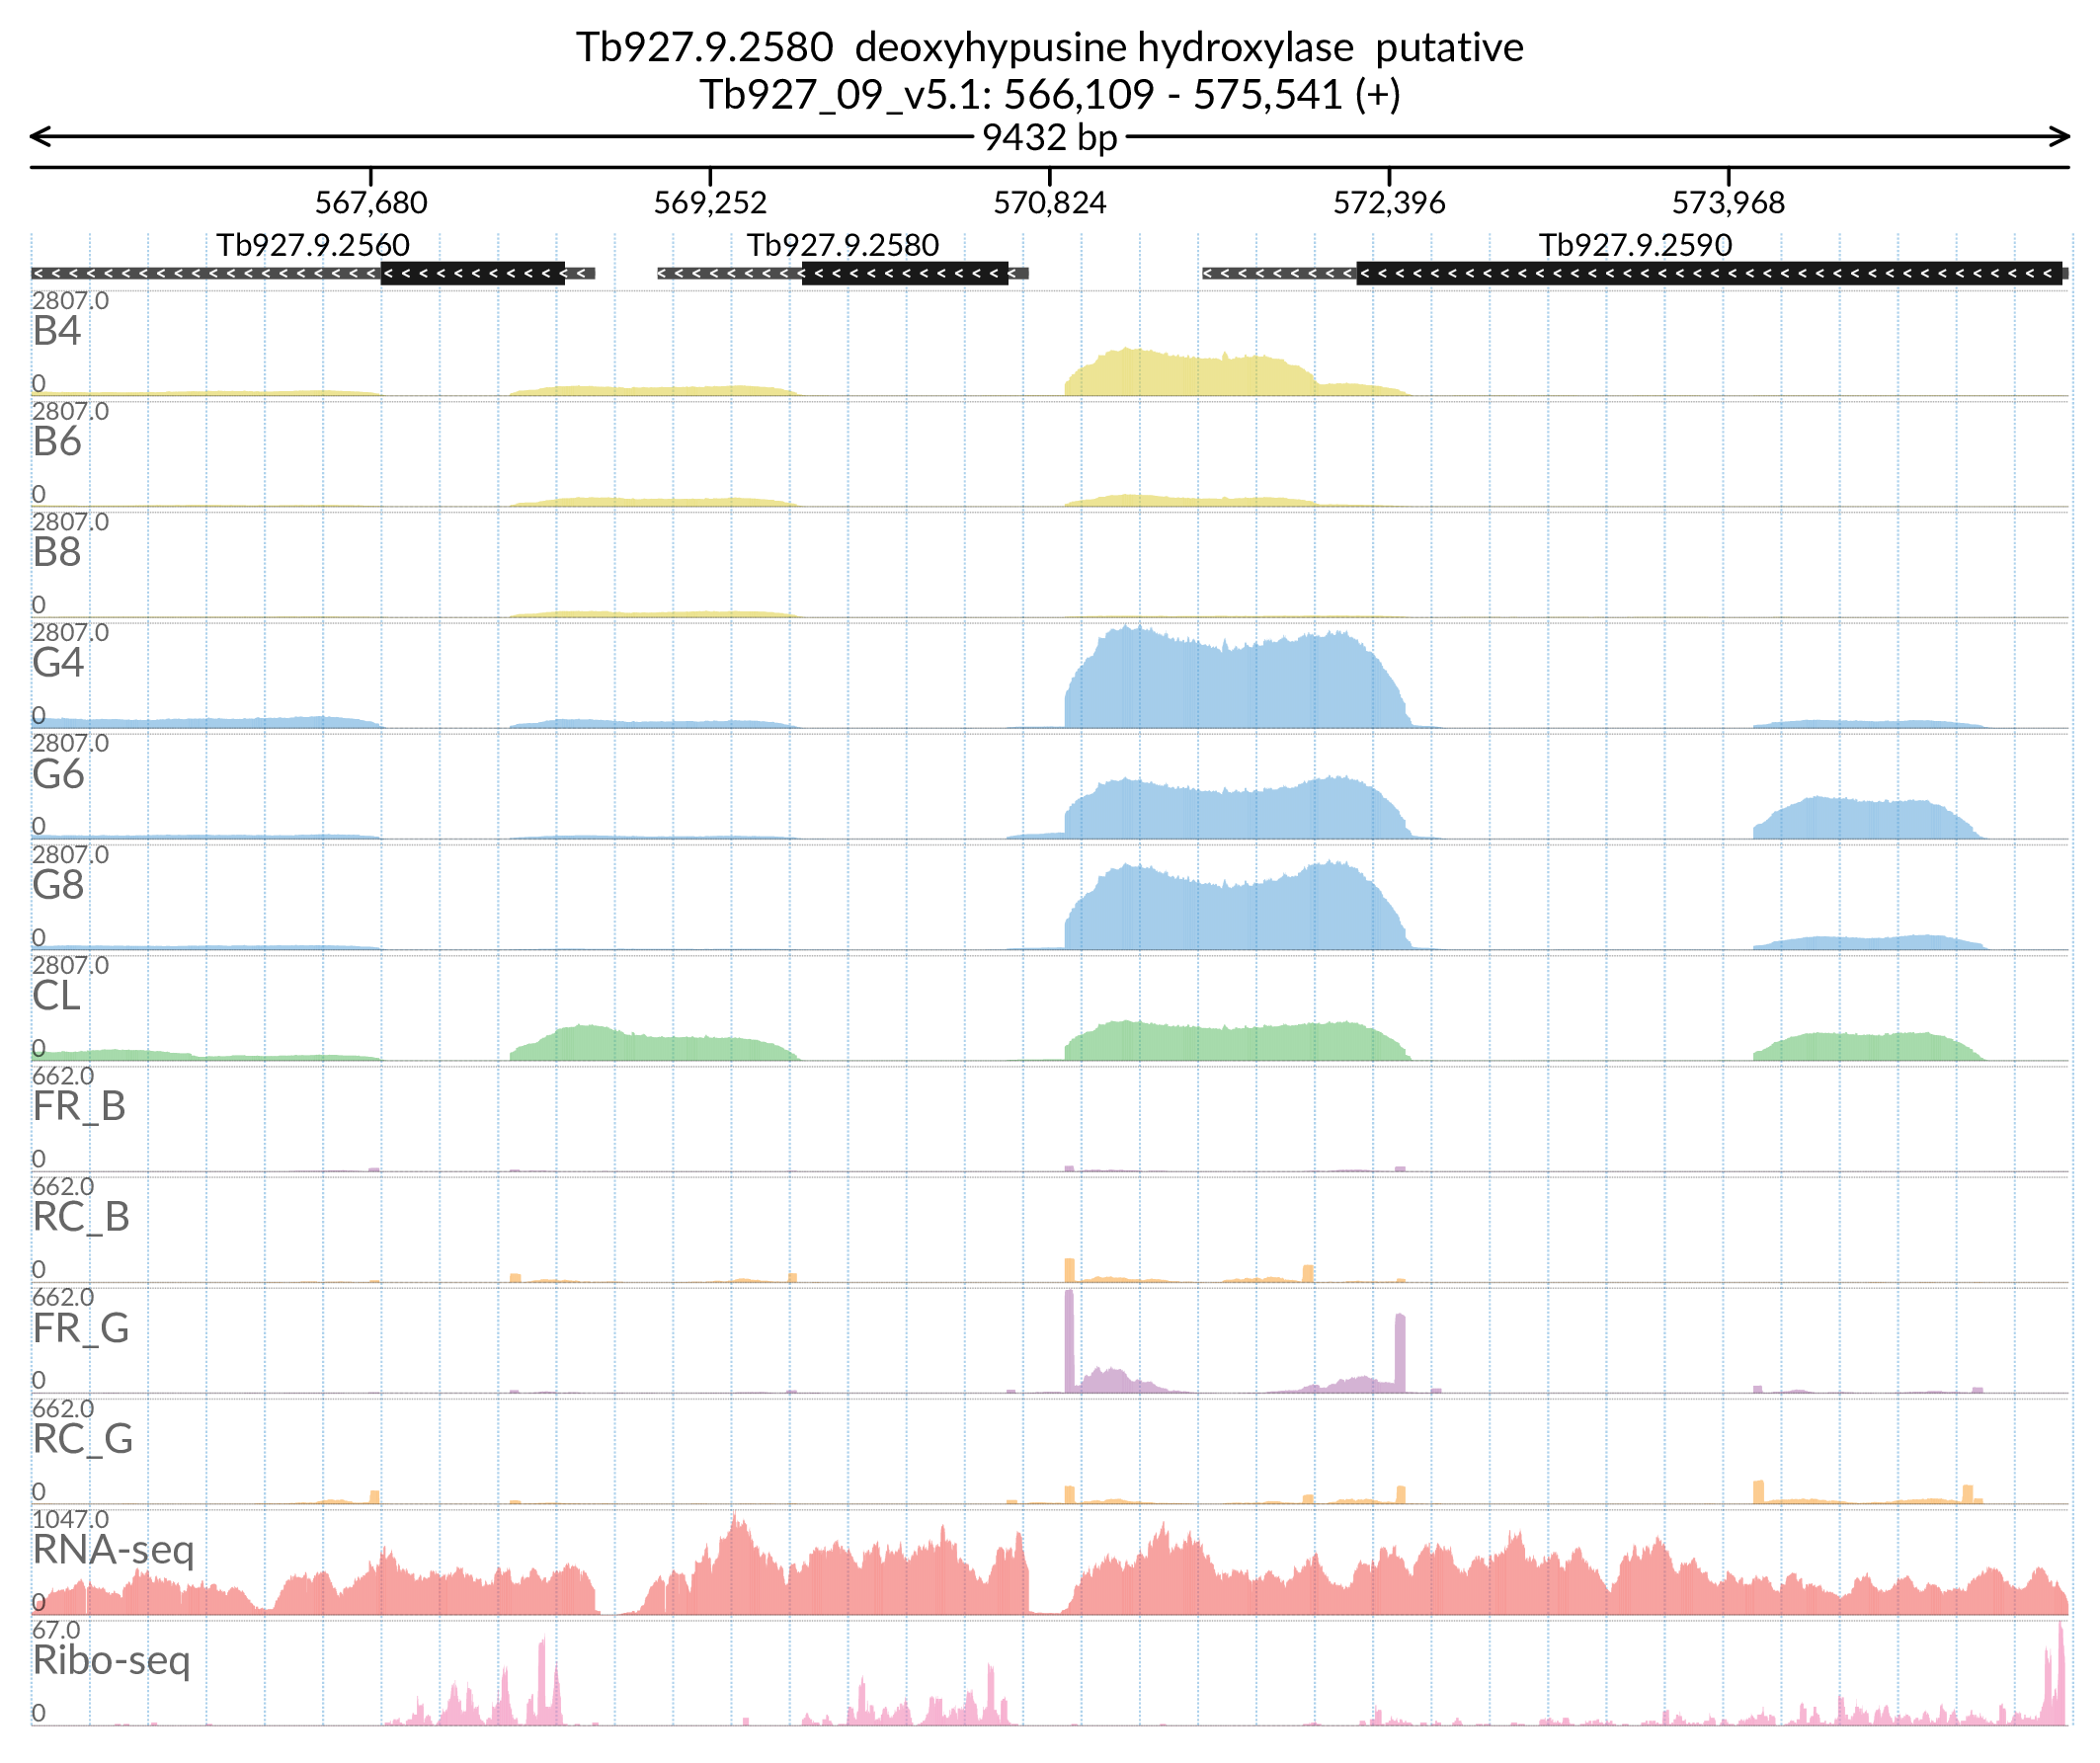 Tb927.9.2580 deoxyhypusine hydroxylase putative
Tb927_09_v5.1: 566,109 - 575,541 (+)
9432 bp
567,680 569,252 570,824 572,396 573,968
Tb927.9.2560 Tb927.9.2580 Tb927.9.2590
2807.0
B4
0
2807.0
B6
0
2807.0
B8
0
2807.0
G4
0
2807.0
G6
0
2807.0
G8
0
2807.0
CL
0
662.0
FR_B
0
662.0
RC_B
0
662.0
FR_G
0
662.0
RC_G
0
1047.0
RNA-seq
0
67.0
Ribo-seq
0